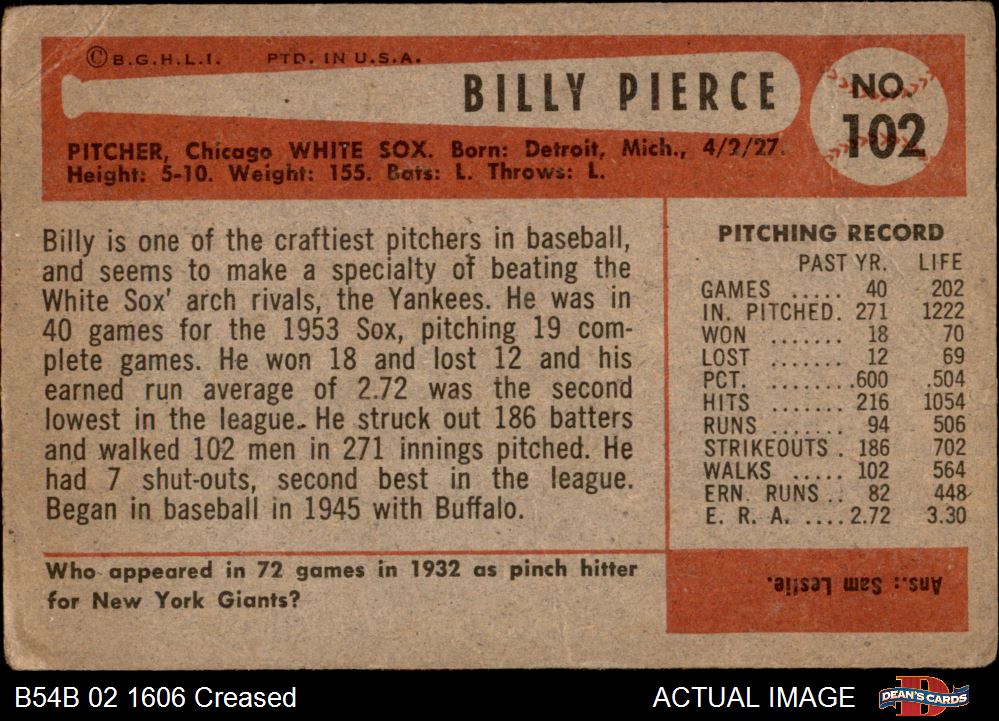 ©B.G.H.L.I. PTD. IN U.S.A.
BILLY PIERCE
NO.
102
PITCHER, Chicago WHITE SOX. Born: Detroit, Mich., 4/2/27.
Height: 5-10. Weight: 155. Bats: L. Throws: L.
Billy is one of the craftiest pitchers in baseball,
and seems to make a specialty of beating the
White Sox' arch rivals, the Yankees. He was in
40 games for the 1953 Sox, pitching 19 com-
plete games. He won 18 and lost 12 and his
earned run average of 2.72 was the second
lowest in the league. He struck out 186 batters
and walked 102 men in 271 innings pitched. He
had 7 shut-outs, second best in the league.
Began in baseball in 1945 with Buffalo.
PITCHING RECORD
PAST YR. LIFE
GAMES ..... 40 202
IN. PITCHED. 271 1222
WON ....... 18 70
LOST ....... 12 69
PCT. ........ .600 .504
HITS ....... 216 1054
RUNS ....... 94 506
STRIKEOUTS . 186 702
WALKS ..... 102 564
ERN. RUNS .. 82 448
E. R. A. .... 2.72 3.30
Who appeared in 72 games in 1932 as pinch hitter
for New York Giants?
Ans.: Sam Leslie.
B54B 02 1606 Creased
ACTUAL IMAGE
D
DEAN'S CARDS